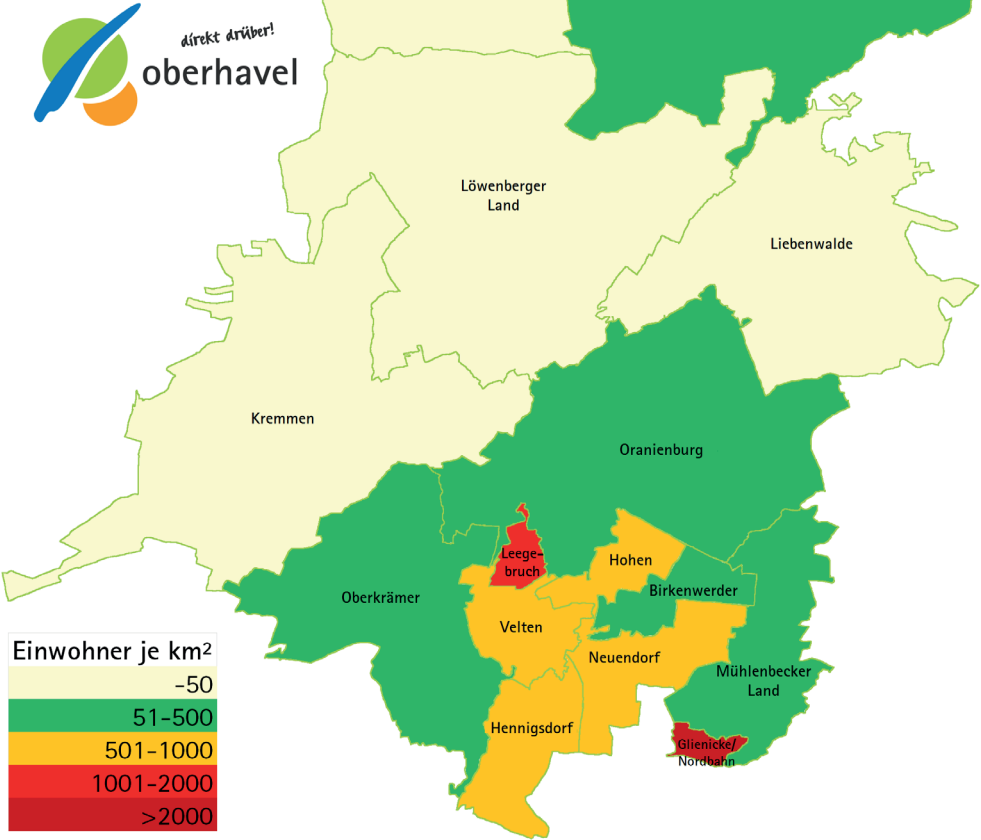 direkt drüber!
oberhavel
Löwenberger
Land
Liebenwalde
Kremmen
Oranienburg
Leege-
bruch
Hohen
Birkenwerder
Oberkrämer
Velten
Neuendorf
Mühlenbecker
Land
Hennigsdorf
Glienicke/
Nordbahn
Einwohner je km²
-50
51-500
501-1000
1001-2000
>2000